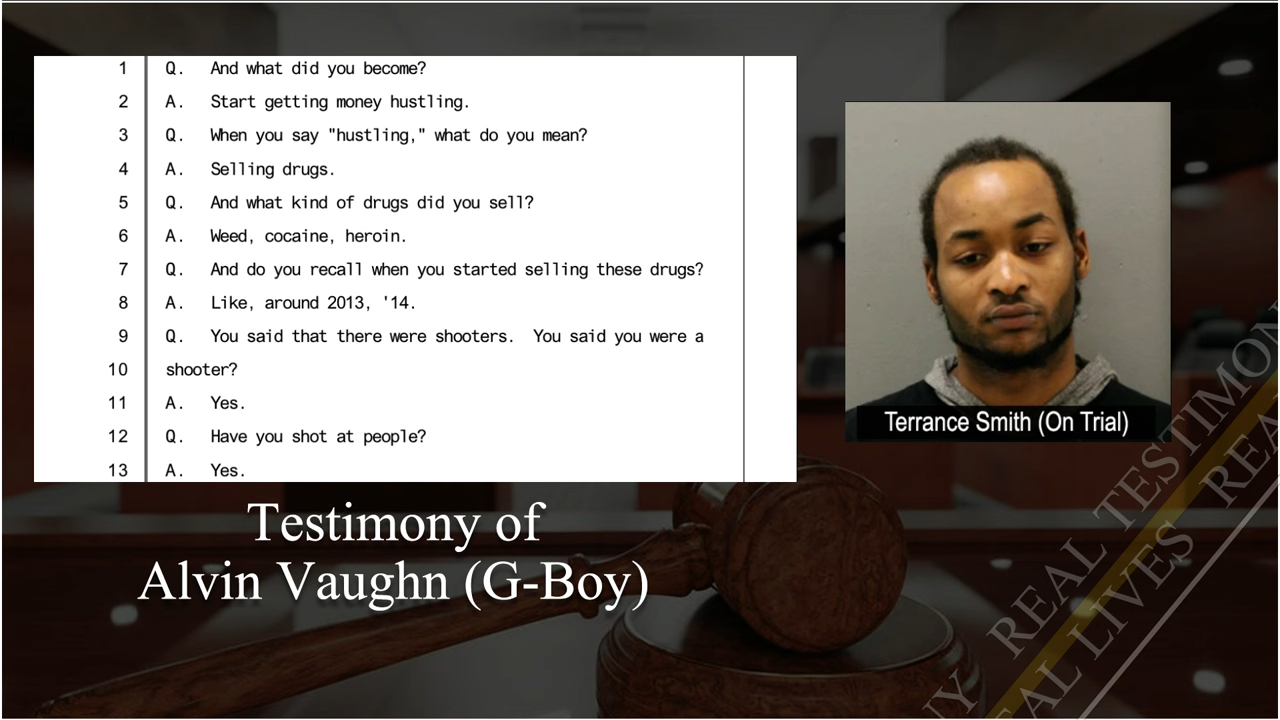 1 Q. And what did you become?
2 A. Start getting money hustling.
3 Q. When you say "hustling," what do you mean?
4 A. Selling drugs.
5 Q. And what kind of drugs did you sell?
6 A. Weed, cocaine, heroin.
7 Q. And do you recall when you started selling these drugs?
8 A. Like, around 2013, '14.
9 Q. You said that there were shooters. You said you were a
10 shooter?
11 A. Yes.
12 Q. Have you shot at people?
13 A. Yes.
Terrance Smith (On Trial)
Testimony of
Alvin Vaughn (G-Boy)
REAL TESTIMON
LIVES REA